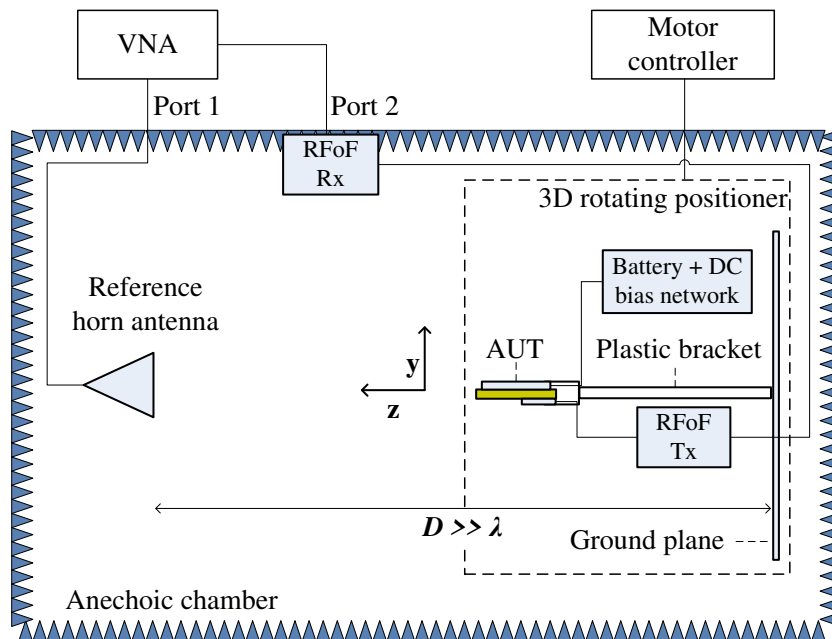 VNA
Motor
controller
Port 1
Port 2
RFoF
Rx
3D rotating positioner
Battery + DC
bias network
Reference
horn antenna
y
z
AUT
Plastic bracket
RFoF
Tx
D >> λ
Ground plane
Anechoic chamber